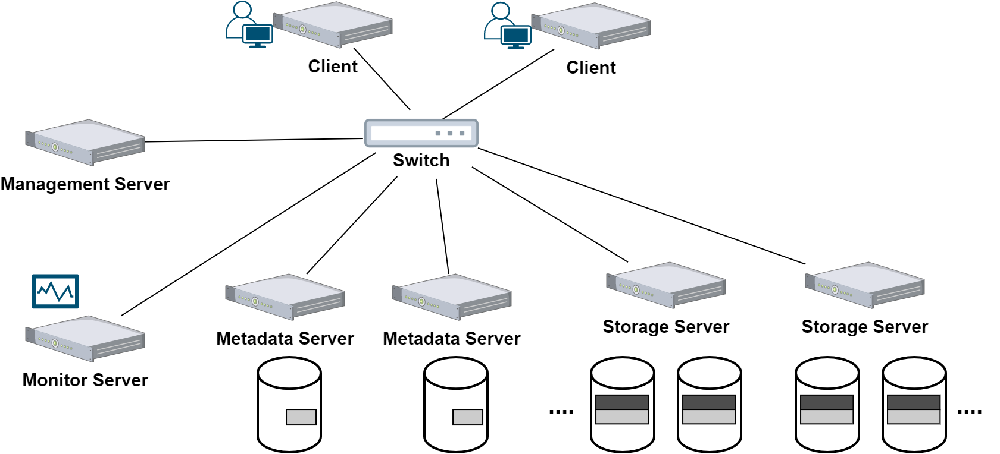 Client
Client
Switch
Management Server
Storage Server
Storage Server
Metadata Server
Metadata Server
Monitor Server
....
....